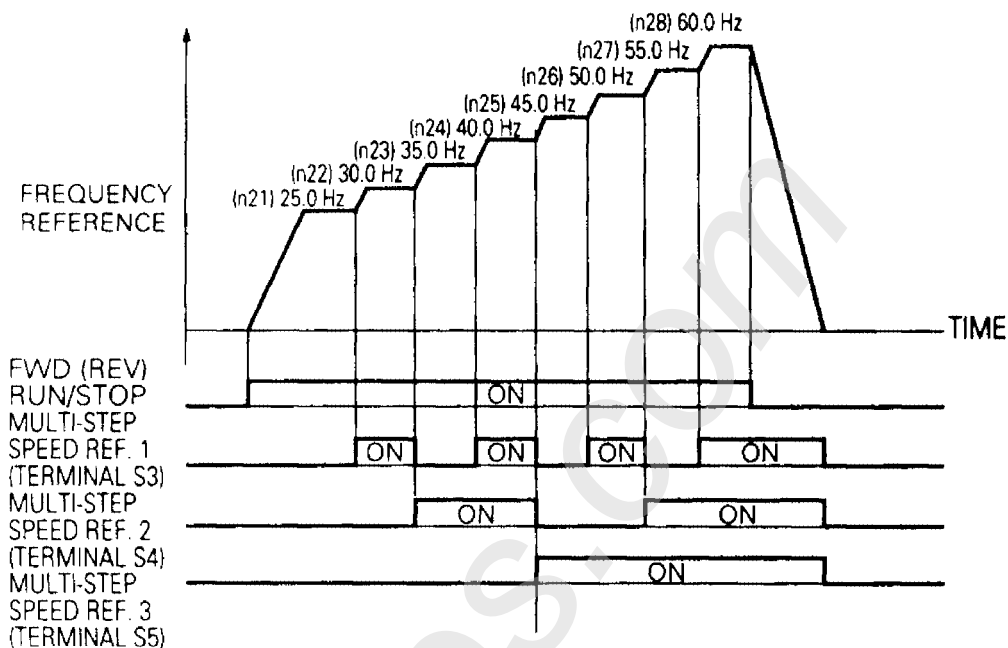 (n28) 60.0 Hz
(n27) 55.0 Hz
(n26) 50.0 Hz
(n25) 45.0 Hz
(n24) 40.0 Hz
(n23) 35.0 Hz
(n22) 30.0 Hz
(n21) 25.0 Hz
FREQUENCY
REFERENCE
TIME
FWD (REV)
RUN/STOP
ON
MULTI-STEP
SPEED REF. 1
(TERMINAL S3)
ON ON ON ON
MULTI-STEP
SPEED REF. 2
(TERMINAL S4)
ON ON
MULTI-STEP
SPEED REF. 3
(TERMINAL S5)
ON